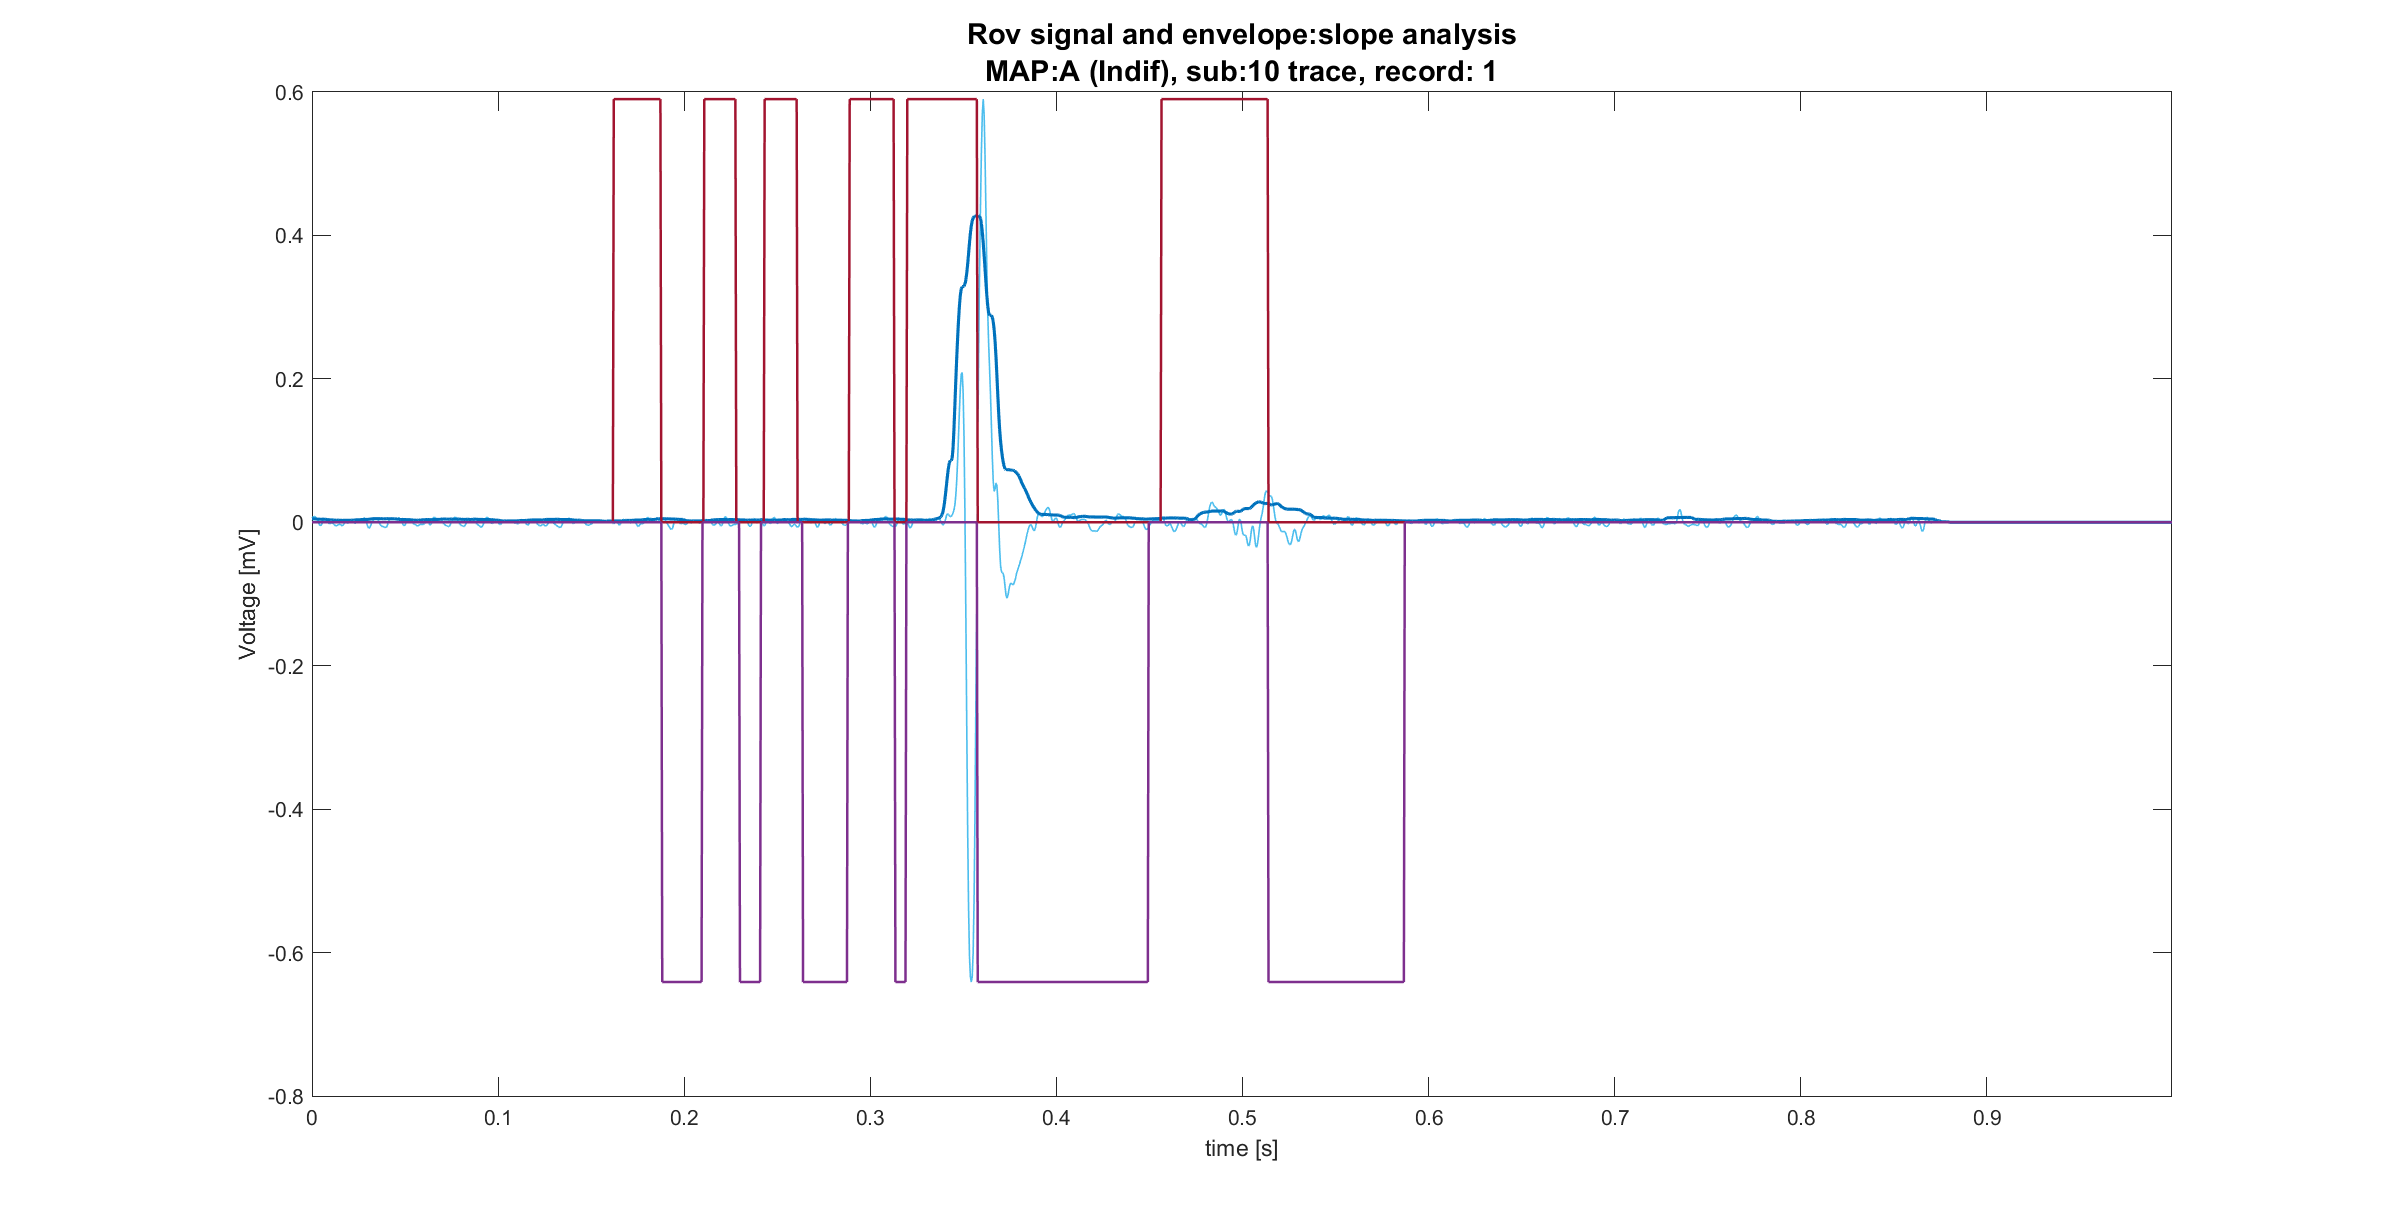 Rov signal and envelope:slope analysis
MAP:A (Indif), sub:10 trace, record: 1
0.6
0.4
0.2
0
-0.2
-0.4
-0.6
-0.8
Voltage [mV]
0 0.1 0.2 0.3 0.4 0.5 0.6 0.7 0.8 0.9
time [s]